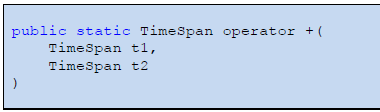 public static TimeSpan operator +(
    TimeSpan t1,
    TimeSpan t2
)